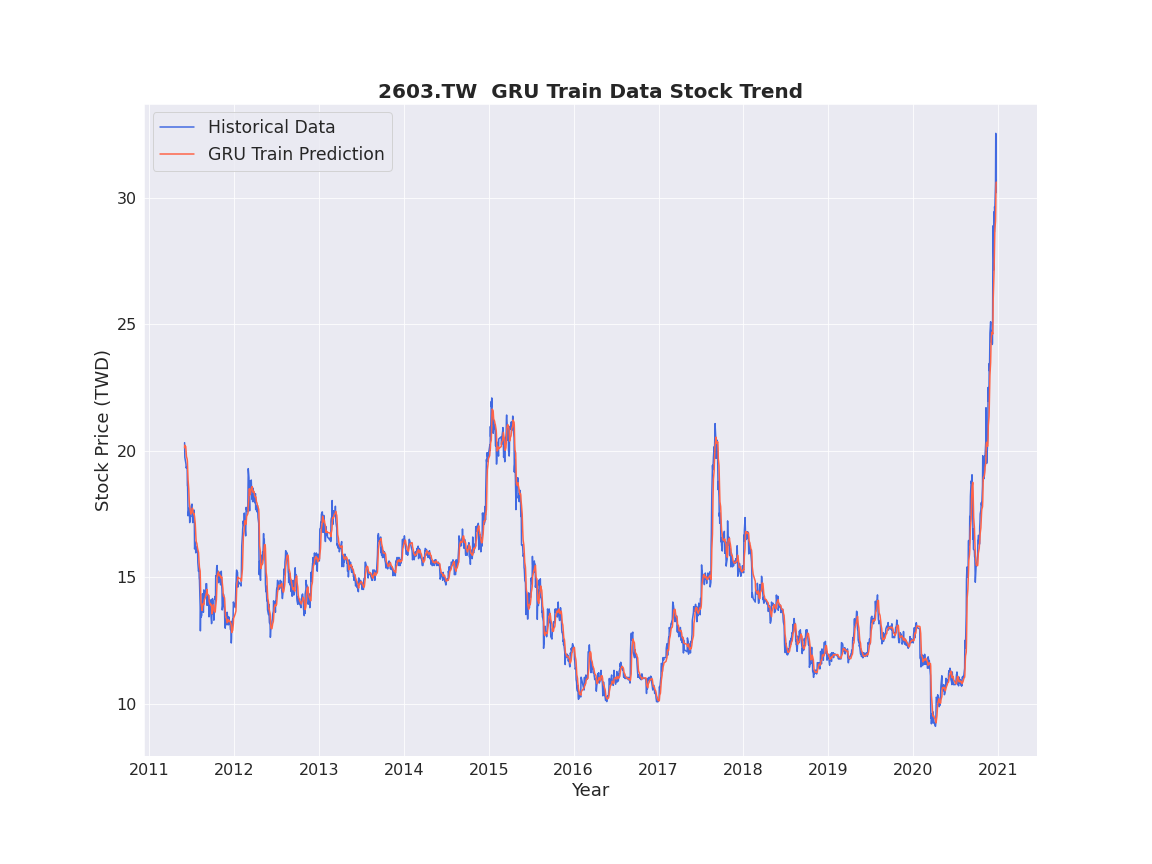 2603.TW  GRU Train Data Stock Trend
Historical Data
GRU Train Prediction
Stock Price (TWD)
30
25
20
15
10
2011 2012 2013 2014 2015 2016 2017 2018 2019 2020 2021
Year